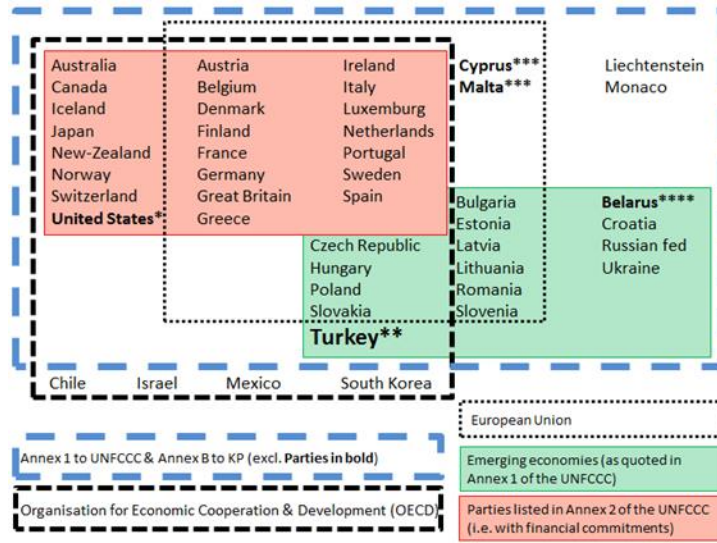 Australia Austria Ireland Cyprus*** Liechtenstein
Canada Belgium Italy Malta*** Monaco
Iceland Denmark Luxemburg
Japan Finland Netherlands
New-Zealand France Portugal
Norway Germany Sweden
Switzerland Great Britain Spain Bulgaria Belarus****
United States* Greece Estonia Croatia
Czech Republic Latvia Russian fed
Hungary Lithuania Ukraine
Poland Romania
Slovakia Slovenia
Turkey**
Chile Israel Mexico South Korea
European Union
Annex 1 to UNFCCC & Annex B to KP (excl. Parties in bold)
Emerging economies (as quoted in
Annex 1 of the UNFCCC)
Organisation for Economic Cooperation & Development (OECD)
Parties listed in Annex 2 of the UNFCCC
(i.e. with financial commitments)